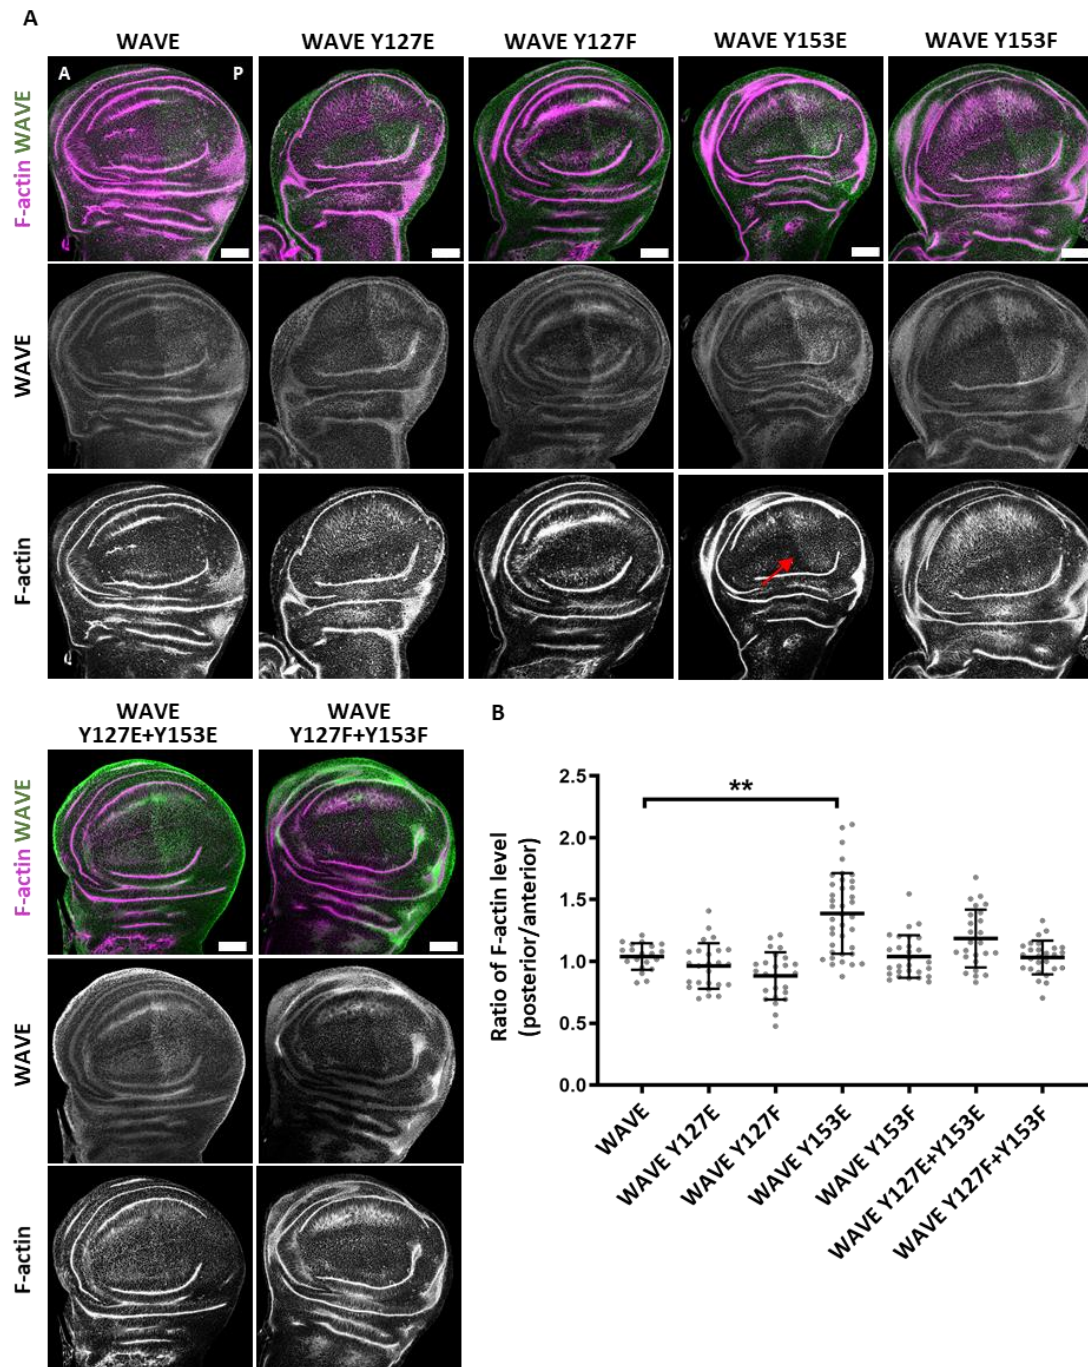 A
WAVE
WAVE Y127E
WAVE Y127F
WAVE Y153E
WAVE Y153F
F-actin WAVE
A
P
WAVE
F-actin
WAVE
Y127E+Y153E
WAVE
Y127F+Y153F
F-actin WAVE
WAVE
F-actin
B
Ratio of F-actin level
(posterior/anterior)
2.5
2.0
1.5
1.0
0.5
0.0
**
WAVE
WAVE Y127E
WAVE Y127F
WAVE Y153E
WAVE Y153F
WAVE Y127E+Y153E
WAVE Y127F+Y153F